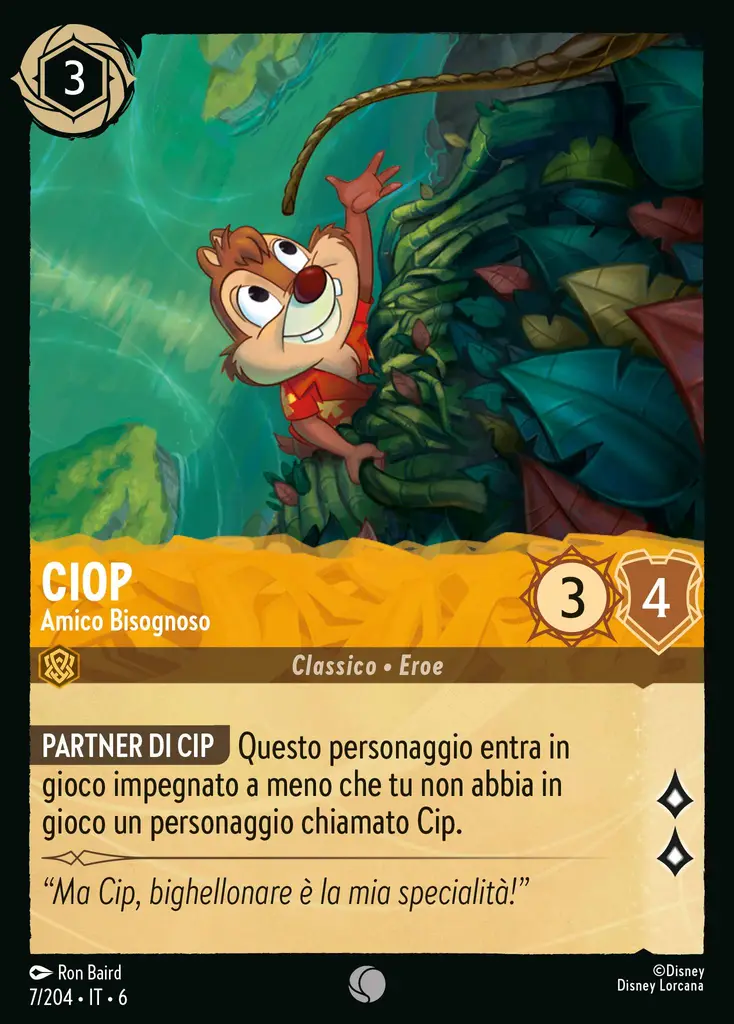 3
CIOP
Amico Bisognoso
3
4
Classico • Eroe
PARTNER DI CIP Questo personaggio entra in
gioco impegnato a meno che tu non abbia in
gioco un personaggio chiamato Cip.
“Ma Cip, bighellonare è la mia specialità!”
Ron Baird
7/204 • IT • 6
©Disney
Disney Lorcana